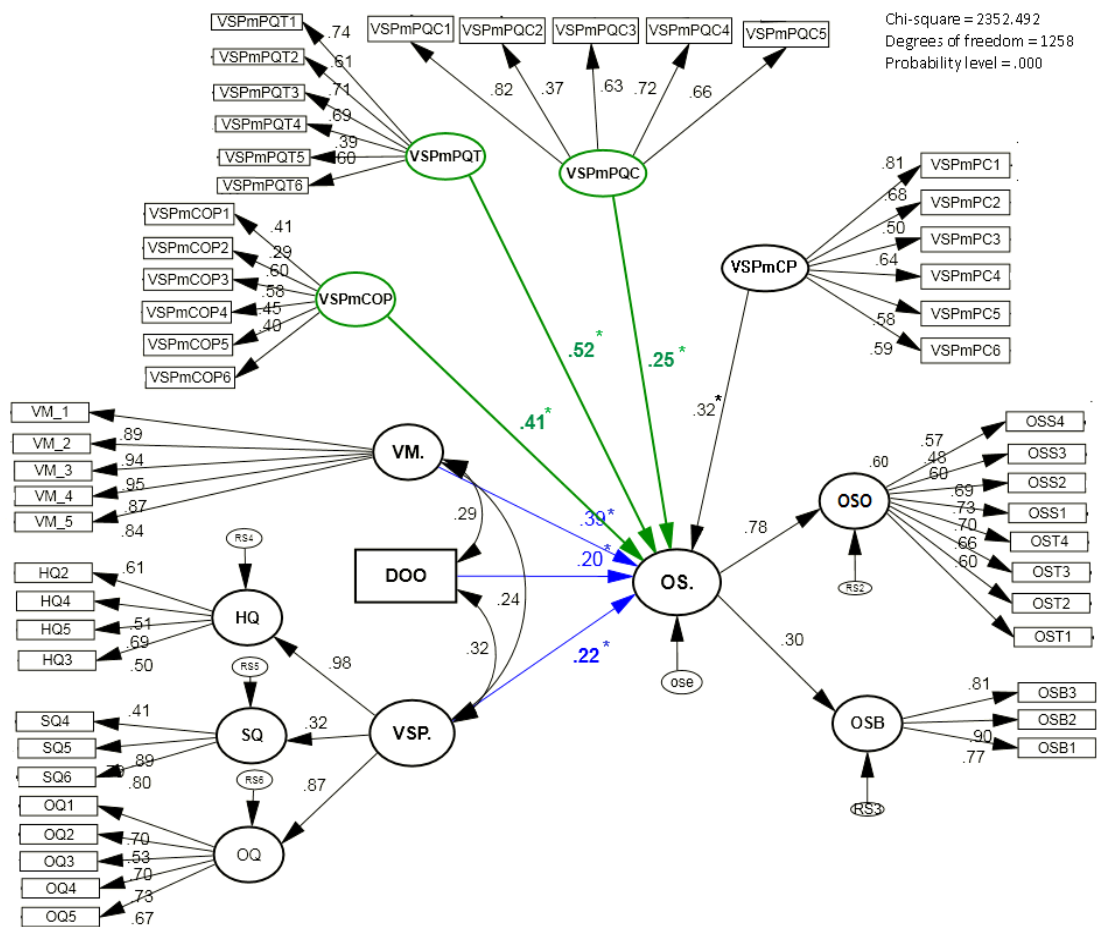 Chi-square = 2352.492
Degrees of freedom = 1258
Probability level = .000
VSPmPQT1
VSPmPQT2
VSPmPQT3
VSPmPQT4
VSPmPQT5
VSPmPQT6
.74
.61
.71
.69
.39
.60
VSPmPQT
VSPmPQC1
VSPmPQC2
VSPmPQC3
VSPmPQC4
VSPmPQC5
.82
.37
.63
.72
.66
VSPmPQC
VSPmPC1
VSPmPC2
VSPmPC3
VSPmPC4
VSPmPC5
VSPmPC6
.81
.68
.50
.64
.58
.59
VSPmCP
VSPmCOP1
VSPmCOP2
VSPmCOP3
VSPmCOP4
VSPmCOP5
VSPmCOP6
.41
.29
.60
.58
.45
.40
VSPmCOP
.52*
.25*
.41*
.32*
VM_1
VM_2
VM_3
VM_4
VM_5
.89
.94
.95
.87
.84
VM.
.29
.39*
.20*
DOO
.24
.32
.22*
OS.
ose
.78
.30
.60
OSO
RS2
.57
.48
.60
.69
.73
.70
.66
.60
OSS4
OSS3
OSS2
OSS1
OST4
OST3
OST2
OST1
OSB
RS3
.81
.90
.77
OSB3
OSB2
OSB1
RS4
HQ2
HQ4
HQ5
HQ3
.61
.51
.69
.50
HQ
.98
RS5
SQ4
SQ5
SQ6
.41
.89
.80
SQ
.32
VSP.
.87
RS6
OQ1
OQ2
OQ3
OQ4
OQ5
.70
.53
.70
.73
.67
OQ